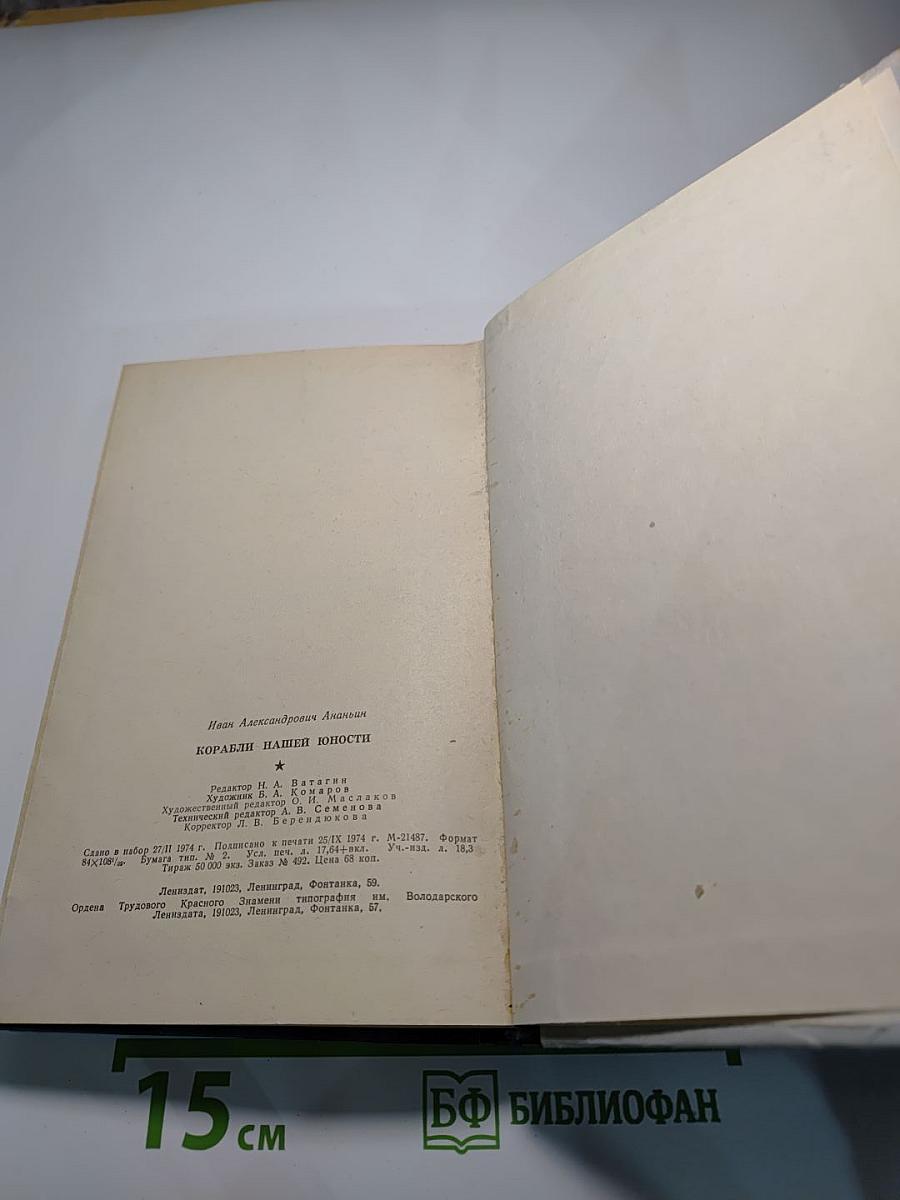 Иван Александрович Ананьин
КОРАБЛИ НАШЕЙ ЮНОСТИ
★
Редактор Н. А. Ватагин
Художник Б. А. Комаров
Художественный редактор О. И. Маслаков
Технический редактор А. В. Семенова
Корректор Л. В. Берендюкова
Сдано в набор 27/II 1974 г. Подписано к печати 25/IX 1974 г. М-21487. Формат
84×108¹/₃₂. Бумага тип. № 2. Усл. печ. л. 17,64+вкл. Уч.-изд. л. 18,3
Тираж 50 000 экз. Заказ № 492. Цена 68 коп.
Лениздат, 191023, Ленинград, Фонтанка, 59.
Ордена Трудового Красного Знамени типография им. Володарского
Лениздата, 191023, Ленинград, Фонтанка, 57.
15 см
БФ БИБЛИОФАН